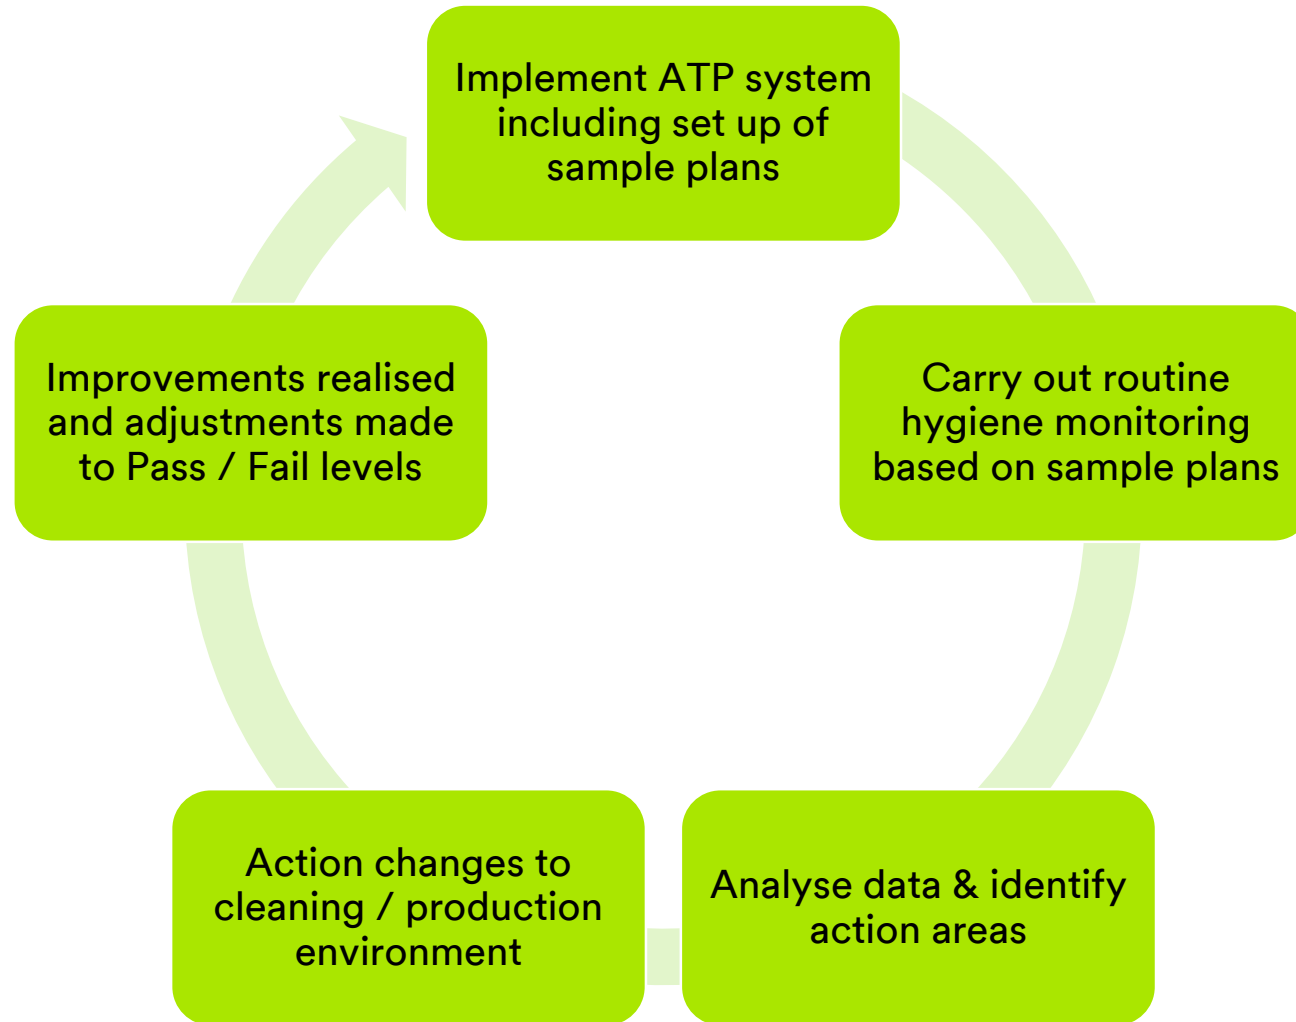 Implement ATP system
including set up of
sample plans
Carry out routine
hygiene monitoring
based on sample plans
Analyse data & identify
action areas
Action changes to
cleaning / production
environment
Improvements realised
and adjustments made
to Pass / Fail levels